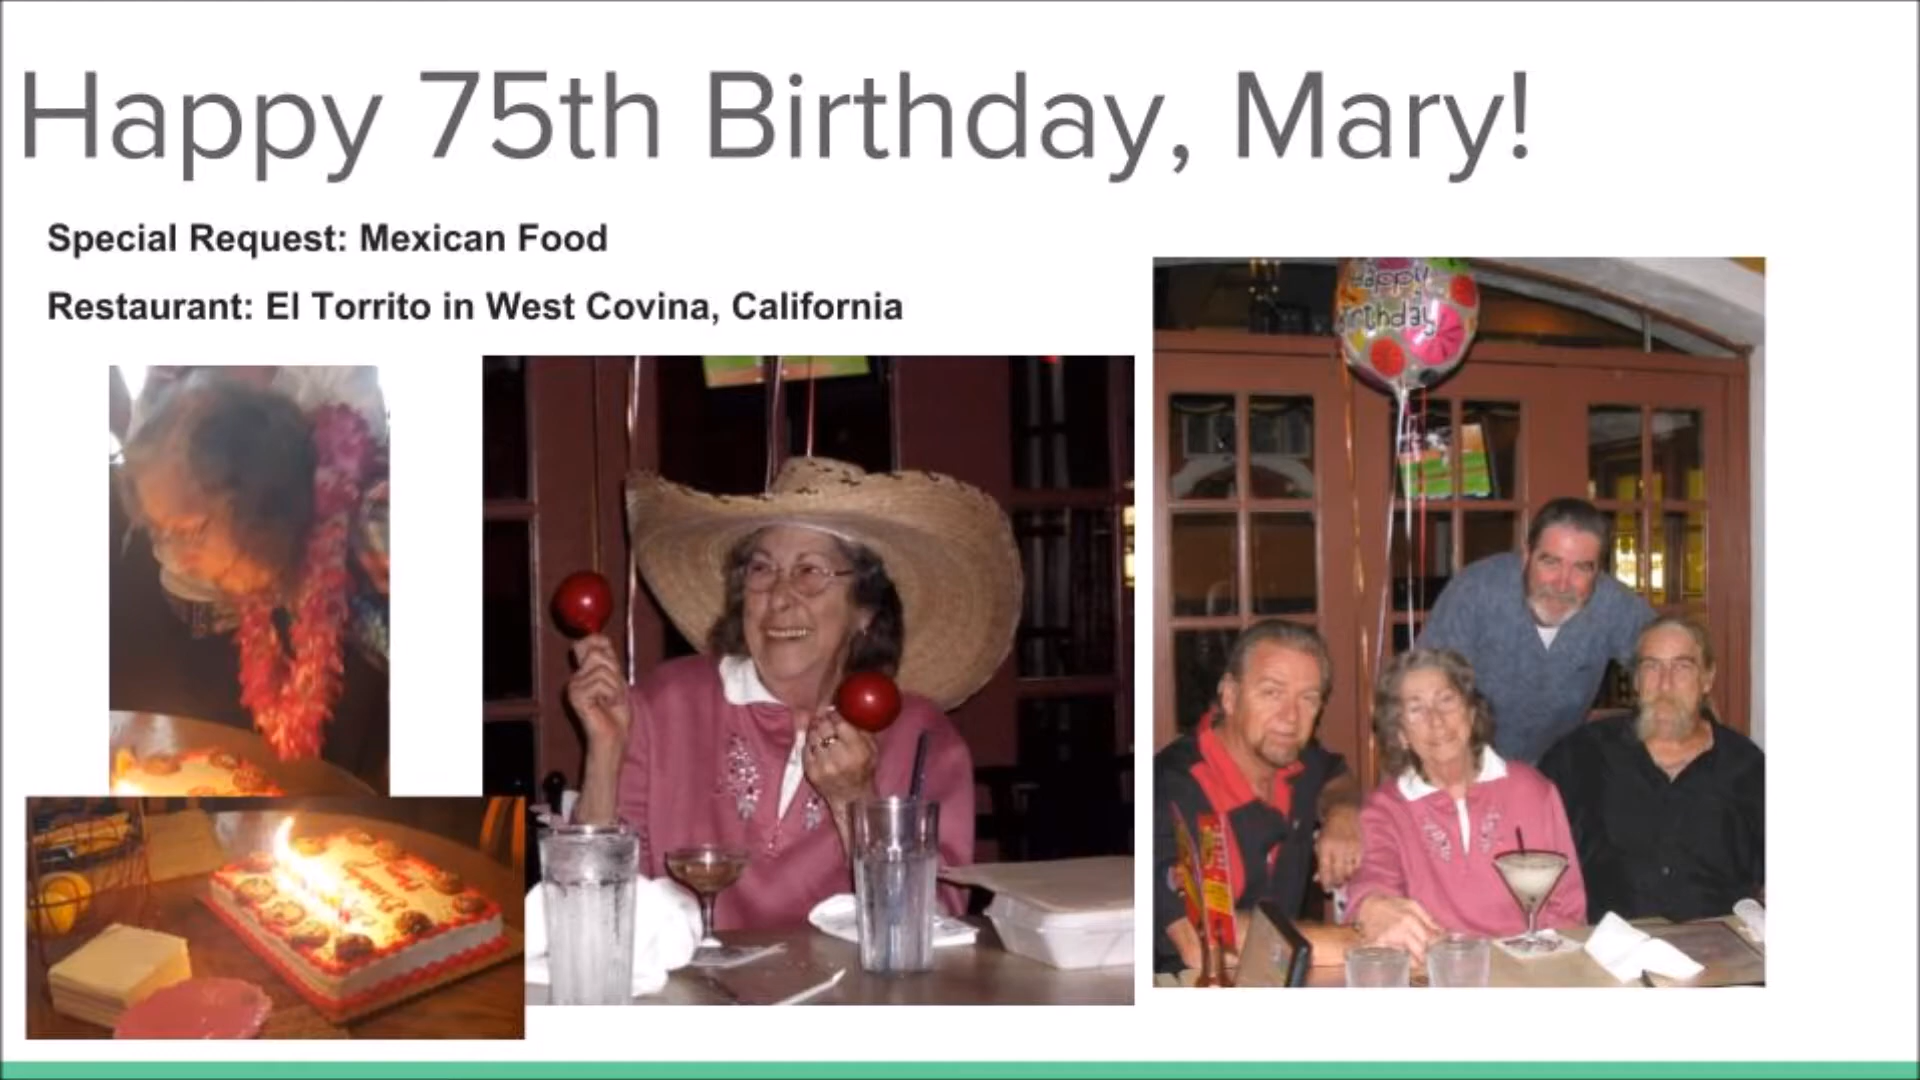 Happy 75th Birthday, Mary!
Special Request: Mexican Food
Restaurant: El Torrito in West Covina, California
Happy
Birthday